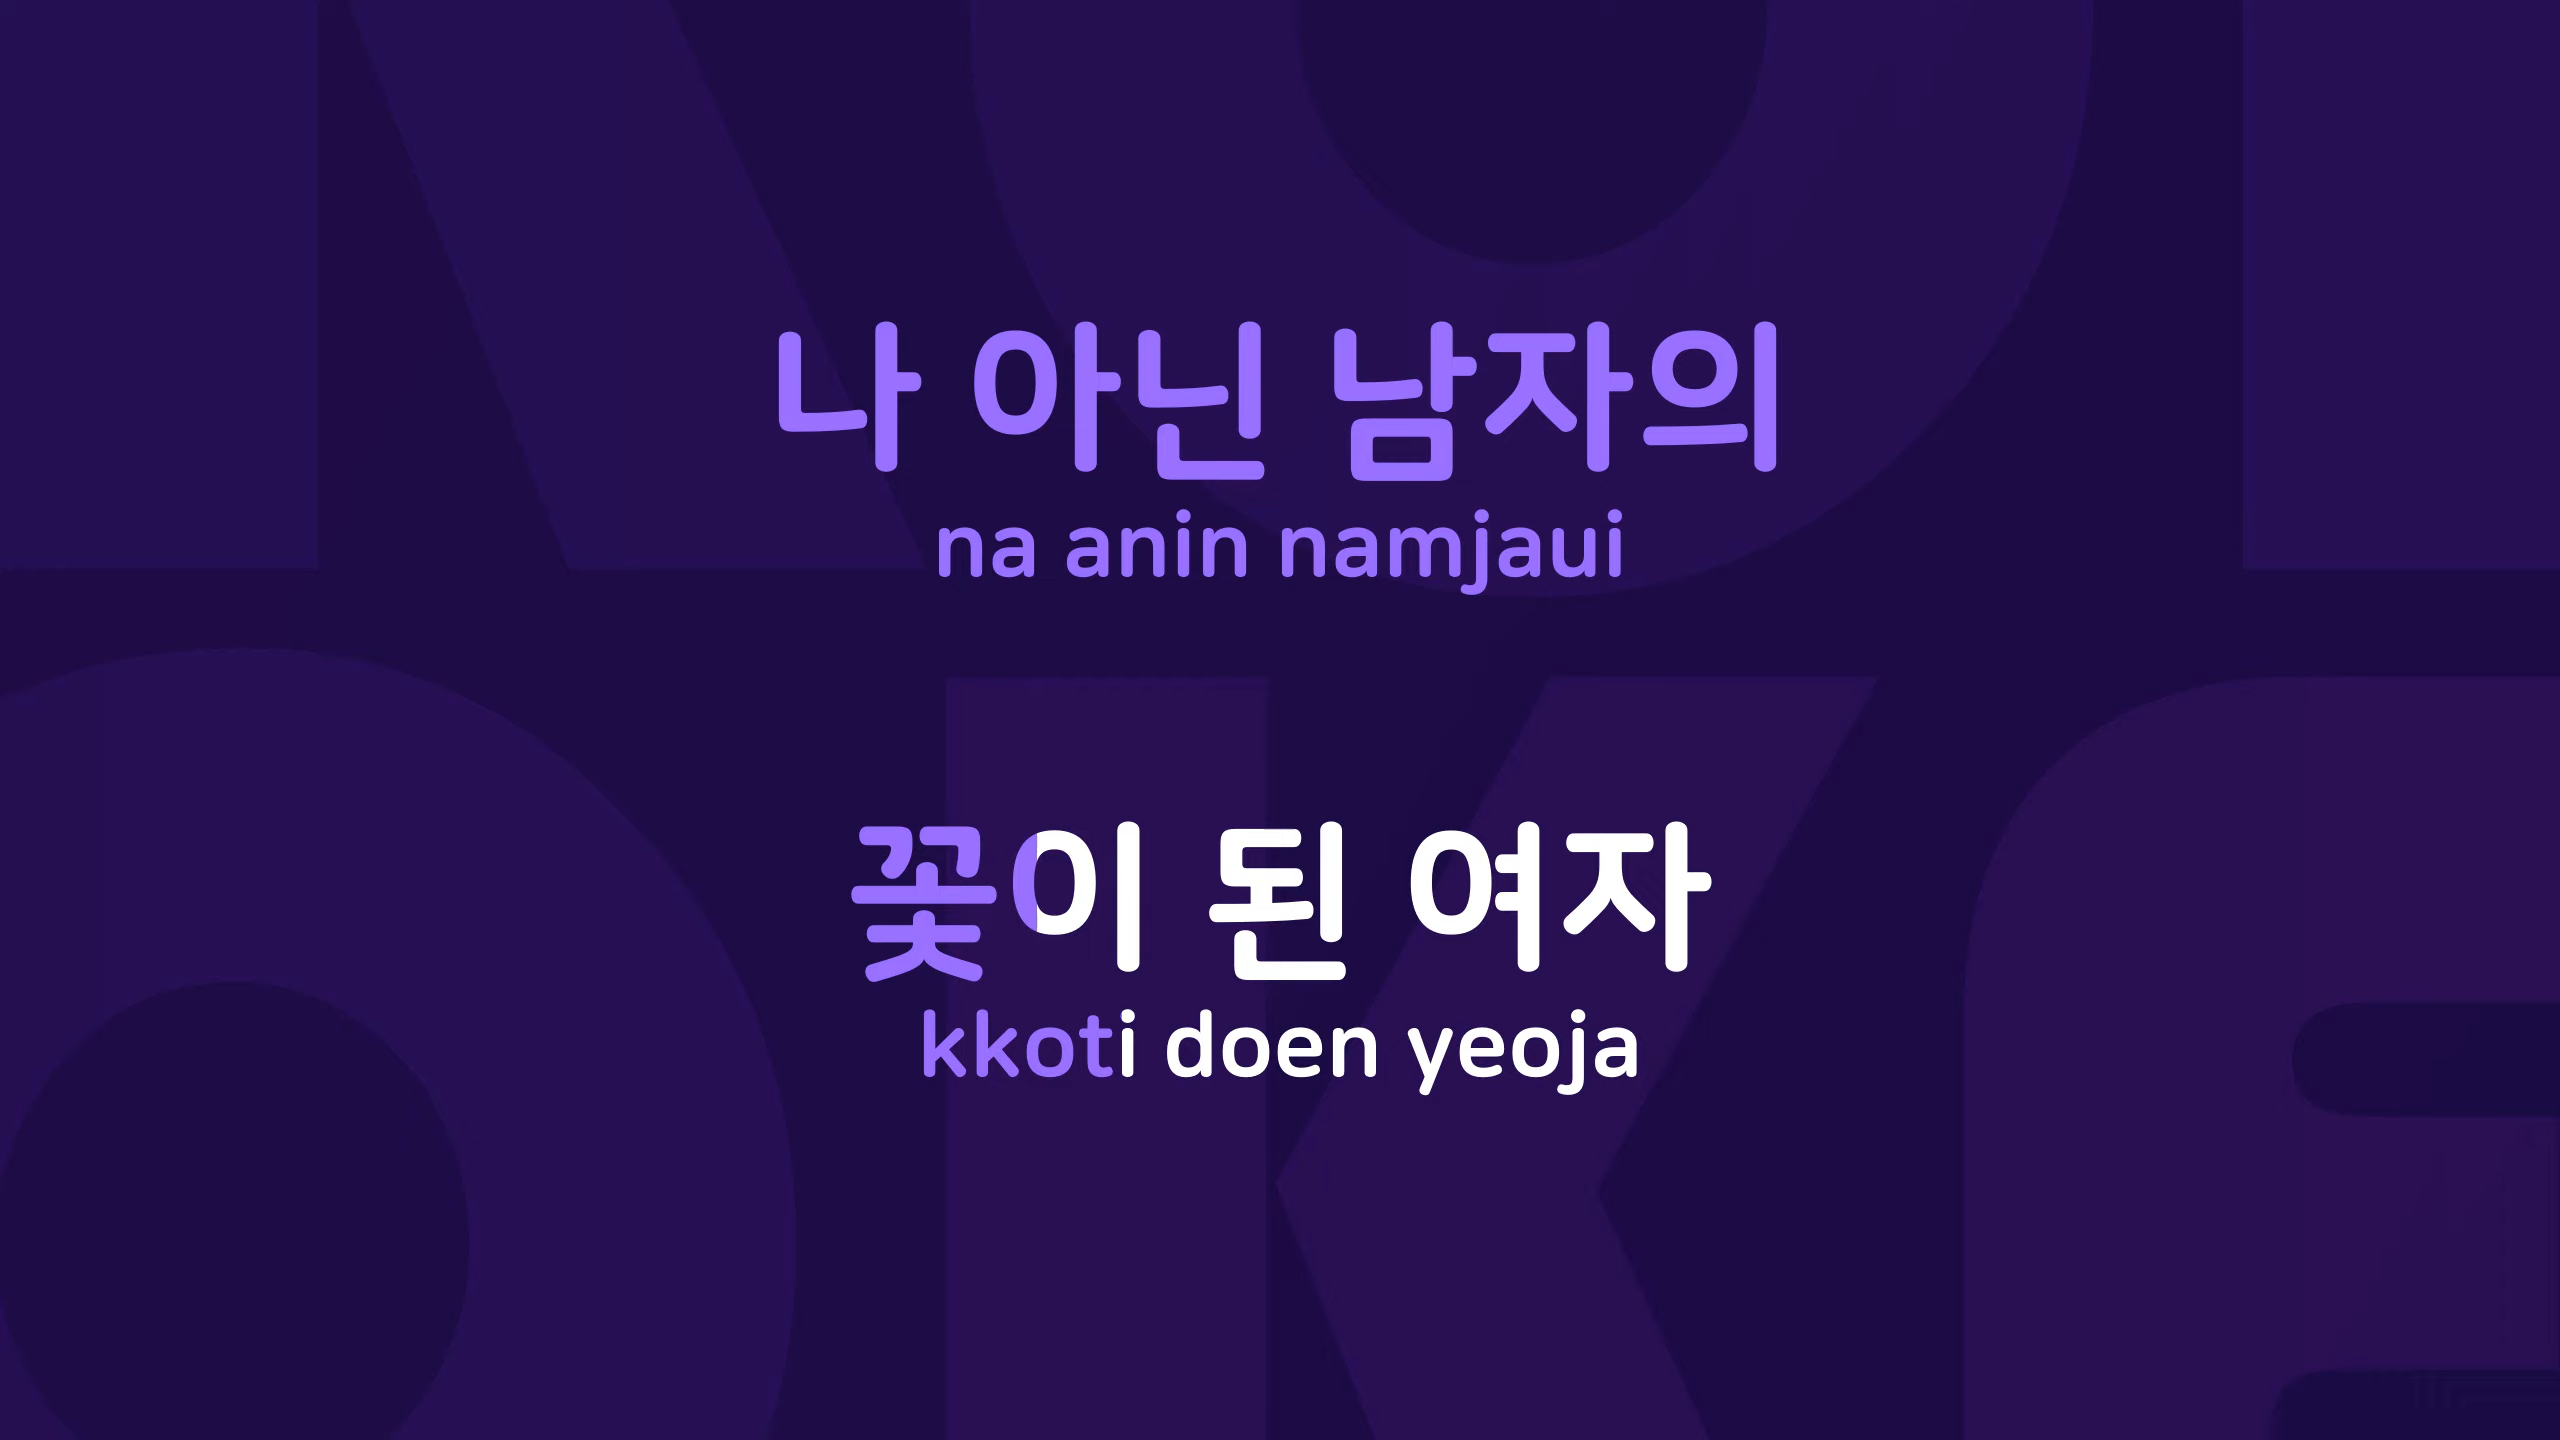 나 아닌 남자의
na anin namjaui
꽃이 된 여자
kkoti doen yeoja